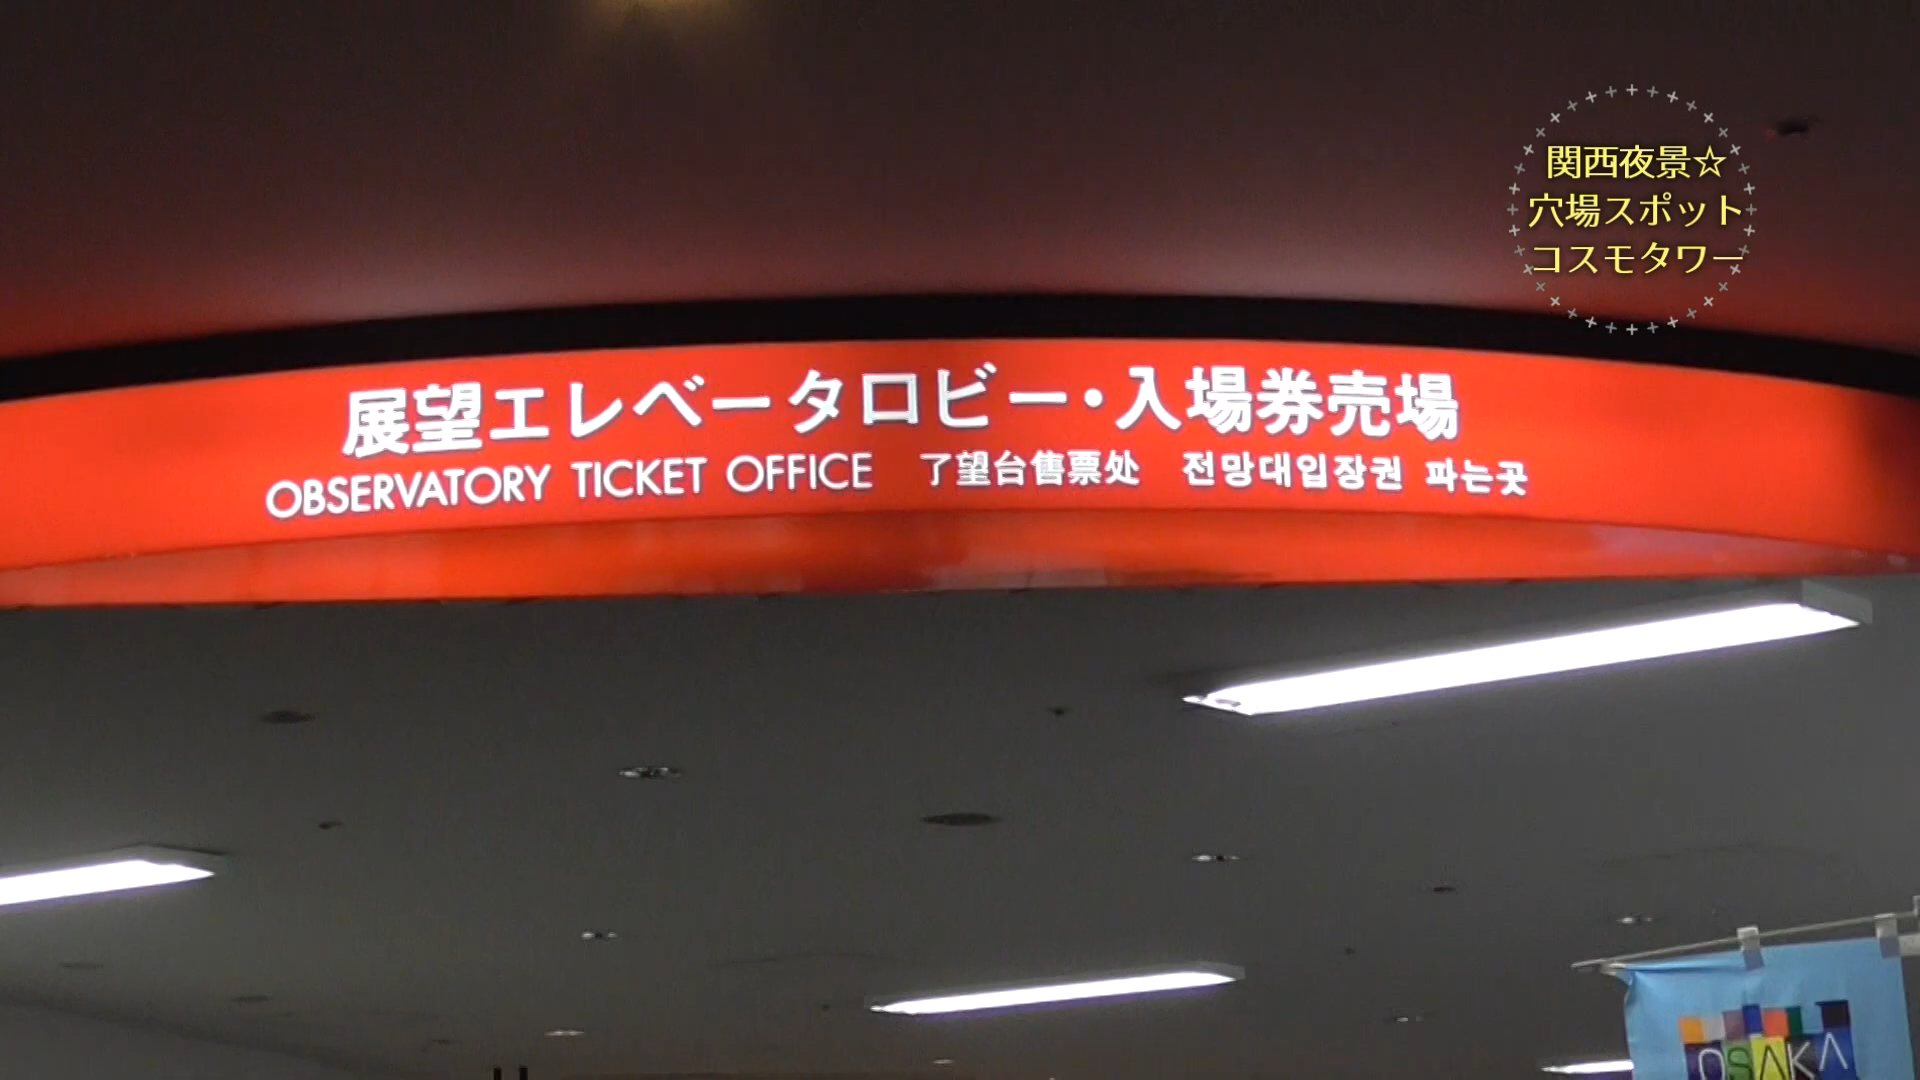 関西夜景☆
穴場スポット
コスモタワー
展望エレベータロビー・入場券売場
OBSERVATORY TICKET OFFICE 了望台售票处 전망대입장권 파는곳
OSAKA